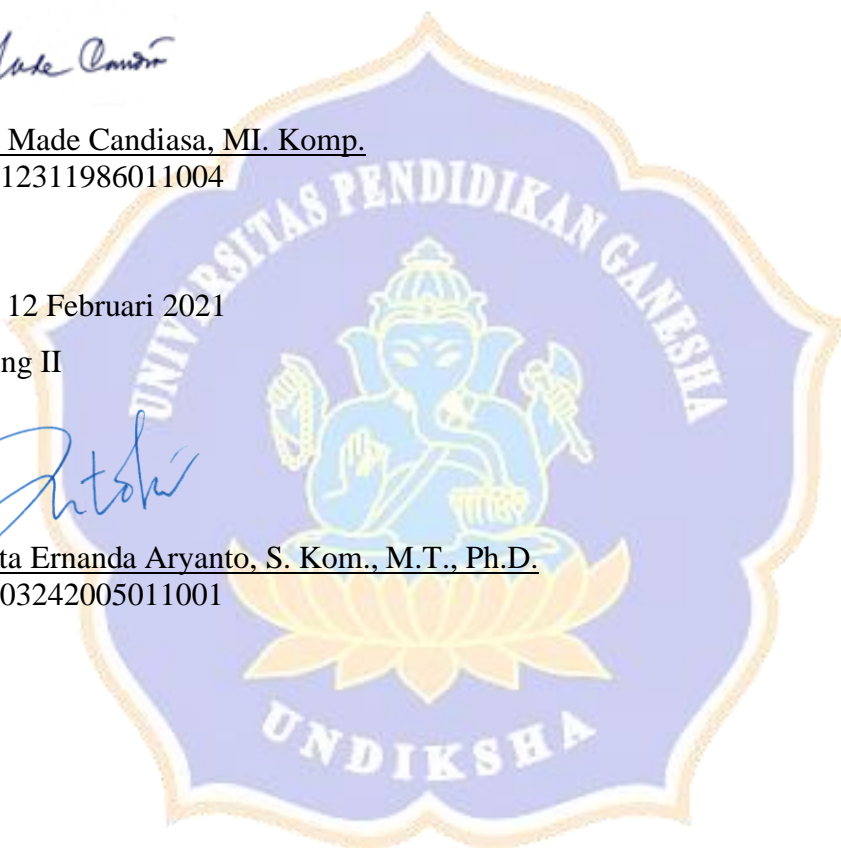 Made Candiasa, MI. Komp.
12311986011004
12 Februari 2021
ng II
ta Ernanda Aryanto, S. Kom., M.T., Ph.D.
03242005011001
UNIVERSITAS PENDIDIKAN GANESHA
UNDIKSHA